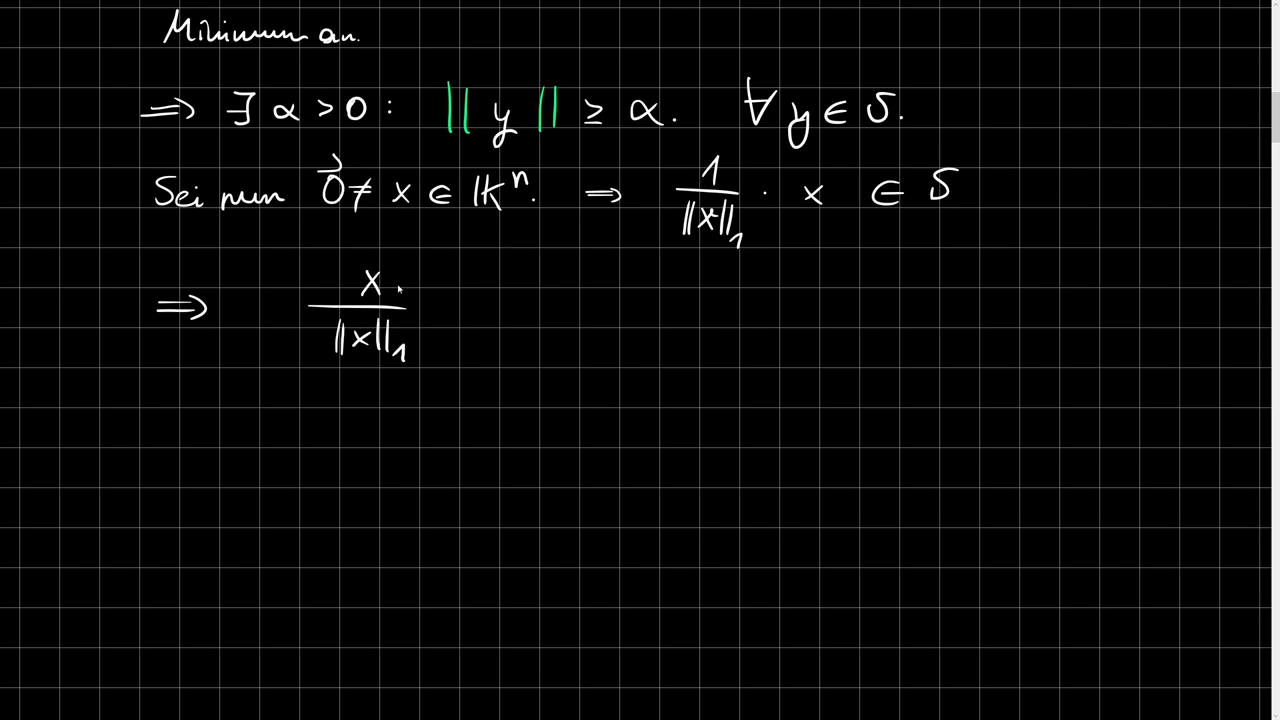 Minimum an.
⟹ ∃ α > 0 : || y || ≥ α. ∀ y ∈ S.
Sei nun 0⃗ ≠ x ∈ 𝕂ⁿ. ⟹ 1/||x||₁ · x ∈ S
⟹ x/||x||₁